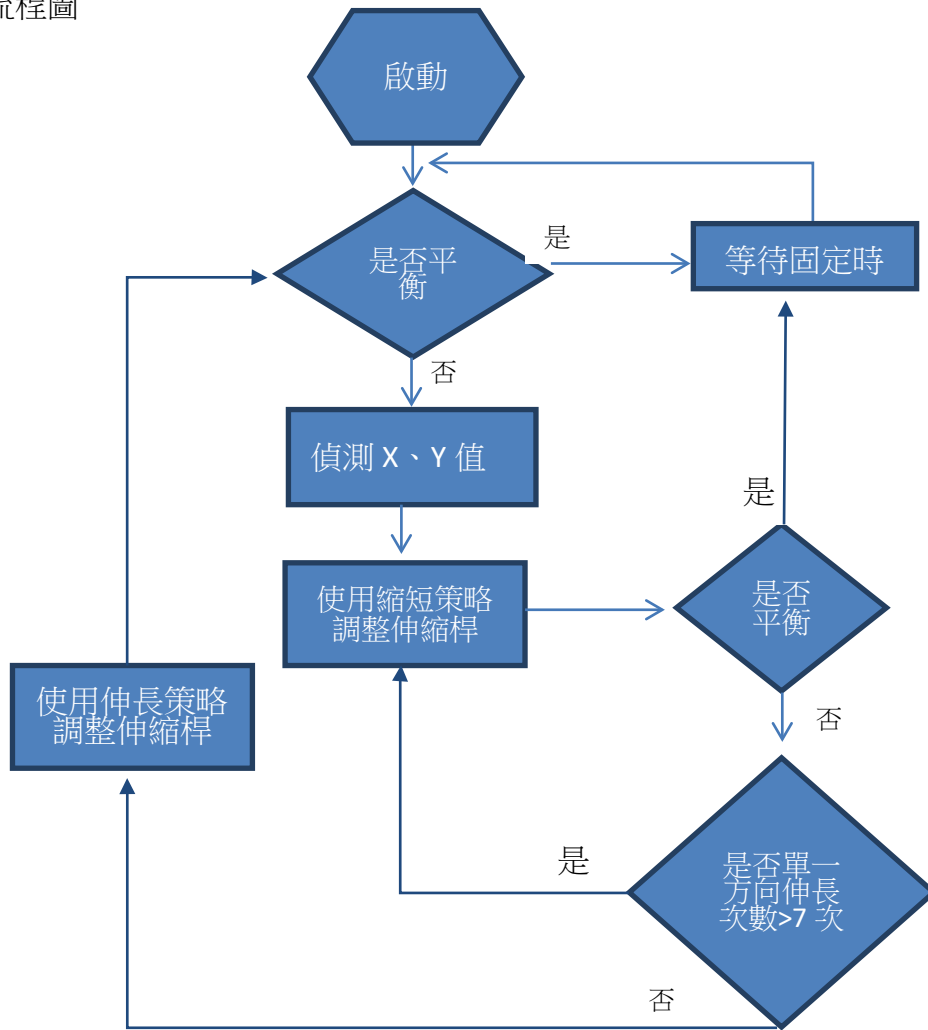 流程圖
啟動
是否平
衡
是
等待固定時
否
偵測 X、Y 值
是
使用縮短策略
調整伸縮桿
是否
平衡
使用伸長策略
調整伸縮桿
否
是
是否單一
方向伸長
次數>7 次
否